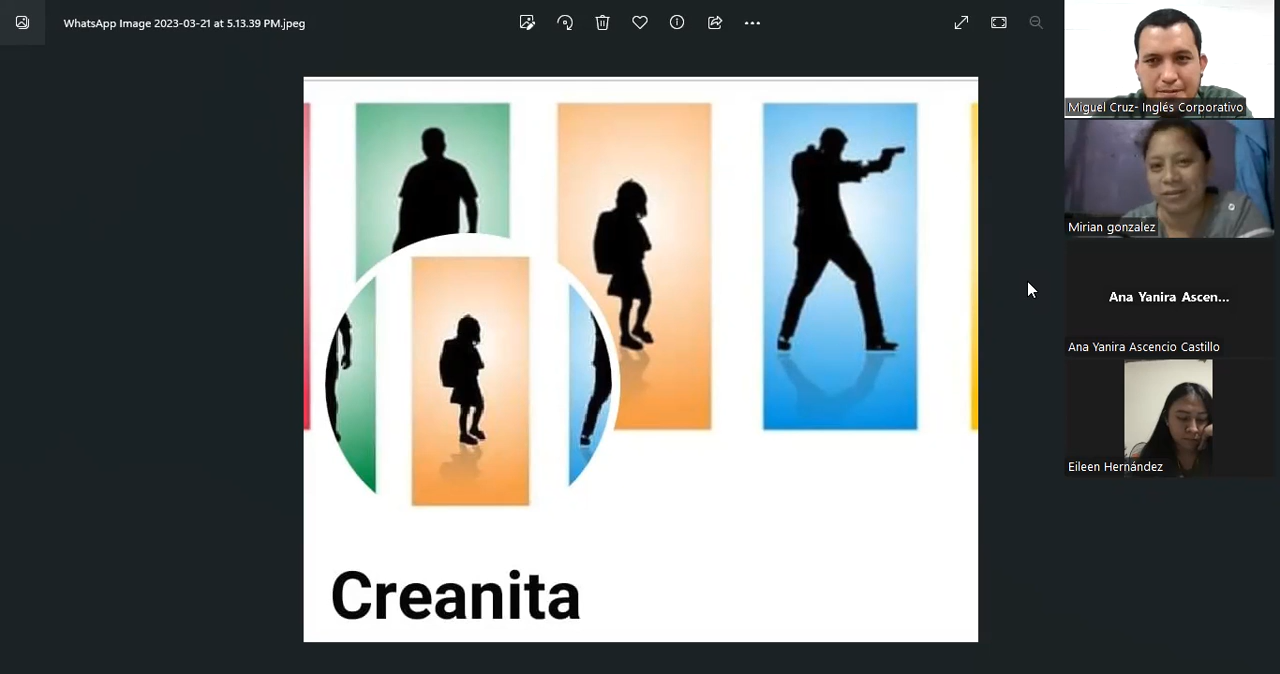 WhatsApp Image 2023-03-21 at 5.13.39 PM.jpeg
Miguel Cruz- Inglés Corporativo
Mirian gonzalez
Ana Yanira Ascen...
Ana Yanira Ascencio Castillo
Eileen Hernández
Creanita